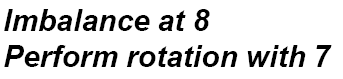 Imbalance at 8
Perform rotation with 7